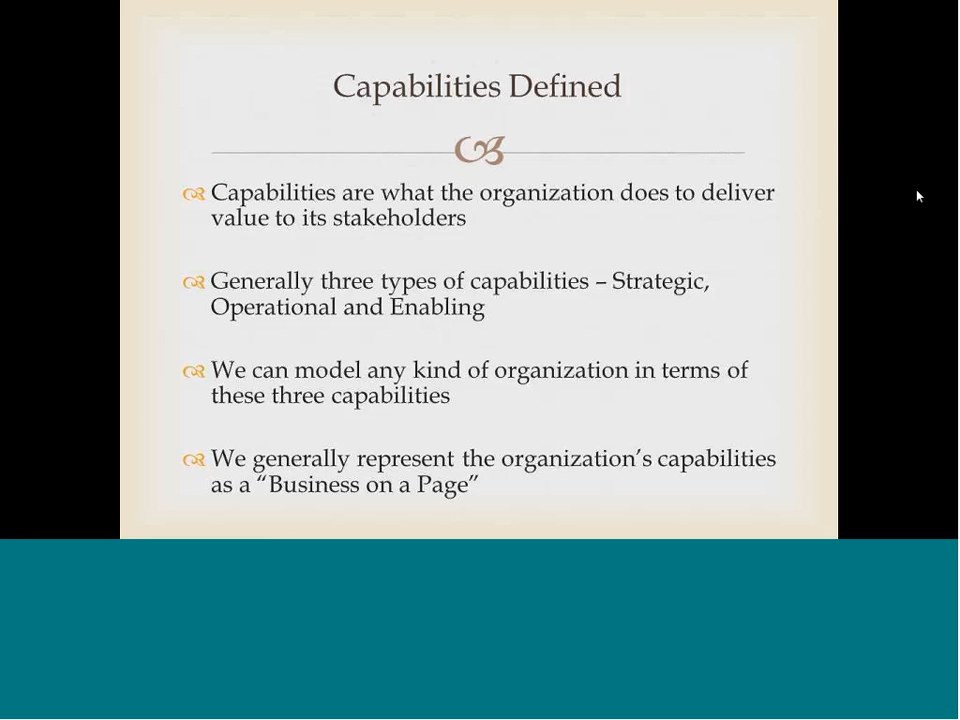 Capabilities Defined
Capabilities are what the organization does to deliver
value to its stakeholders
Generally three types of capabilities – Strategic,
Operational and Enabling
We can model any kind of organization in terms of
these three capabilities
We generally represent the organization’s capabilities
as a “Business on a Page”